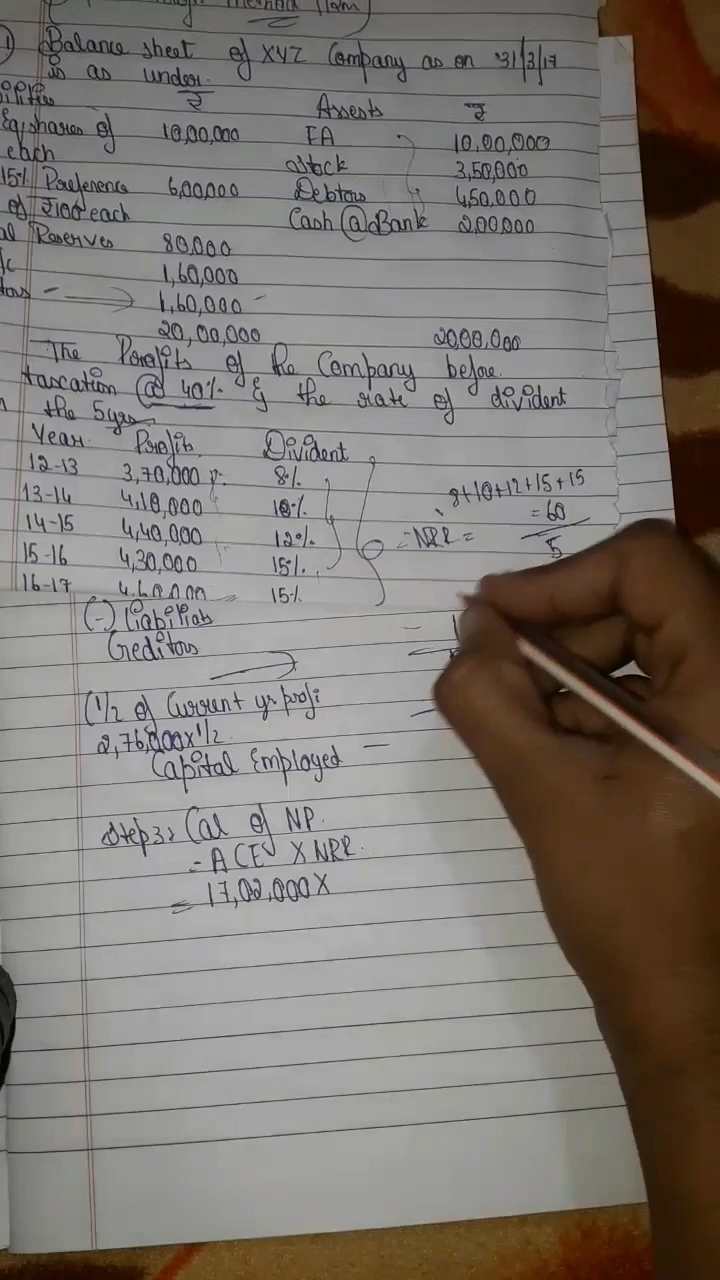 Method
Balance sheet of XYZ Company as on 31/3/17
is as under.
₹ Assests ₹
Eq. shares of 10,00,000 FA 10,00,000
each Stock 3,50,000
15% Preference 6,00,000 Debtors 4,50,000
of ₹100 each Cash @ Bank 2,00,000
Reserves 80,000
1,60,000
1,60,000
20,00,000 20,00,000
The Profits of the Company before
taxcation @ 40% & the rate of divident
the 5yrs
Year Profits Divident
12-13 3,70,000 8%
13-14 4,10,000 10% 8+10+12+15+15
14-15 4,40,000 12% = NRR = = 60
15-16 4,30,000 15% 5
16-17 4,60,000 15%
(-) Liabilities
Creditors
(1/2 of Current yr profi
2,76,000 x 1/2
Capital Employed
Step 3: Cal of NP.
= ACE X NRR.
= 17,02,000 X